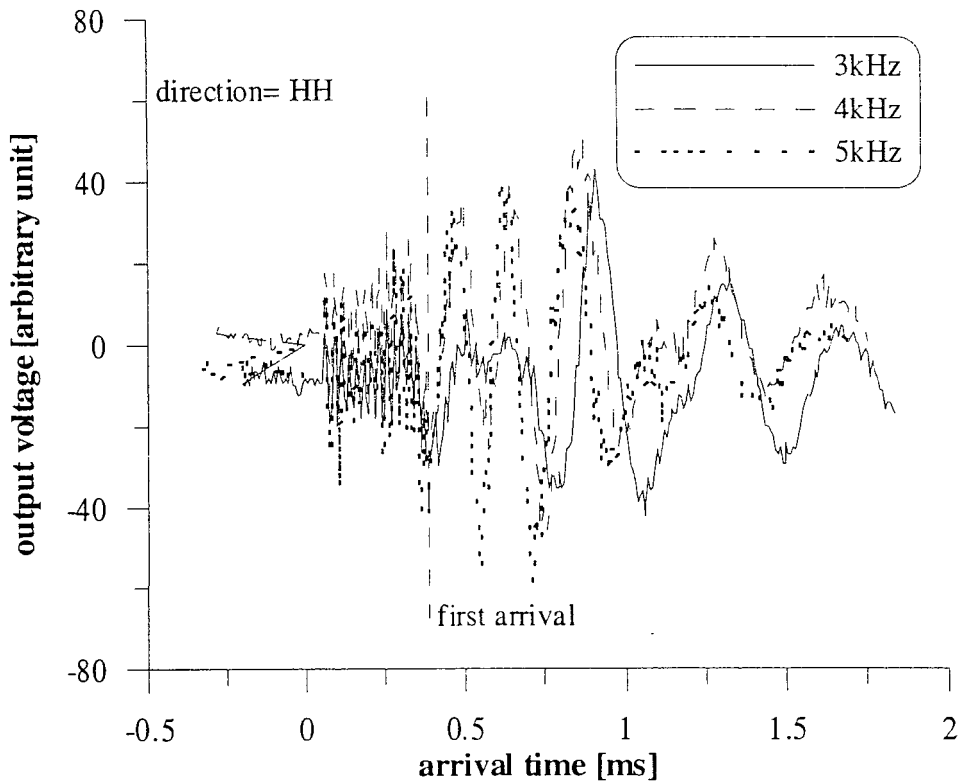 80
40
0
-40
-80
output voltage [arbitrary unit]
direction= HH
3kHz
4kHz
5kHz
first arrival
-0.5
0
0.5
1
1.5
2
arrival time [ms]